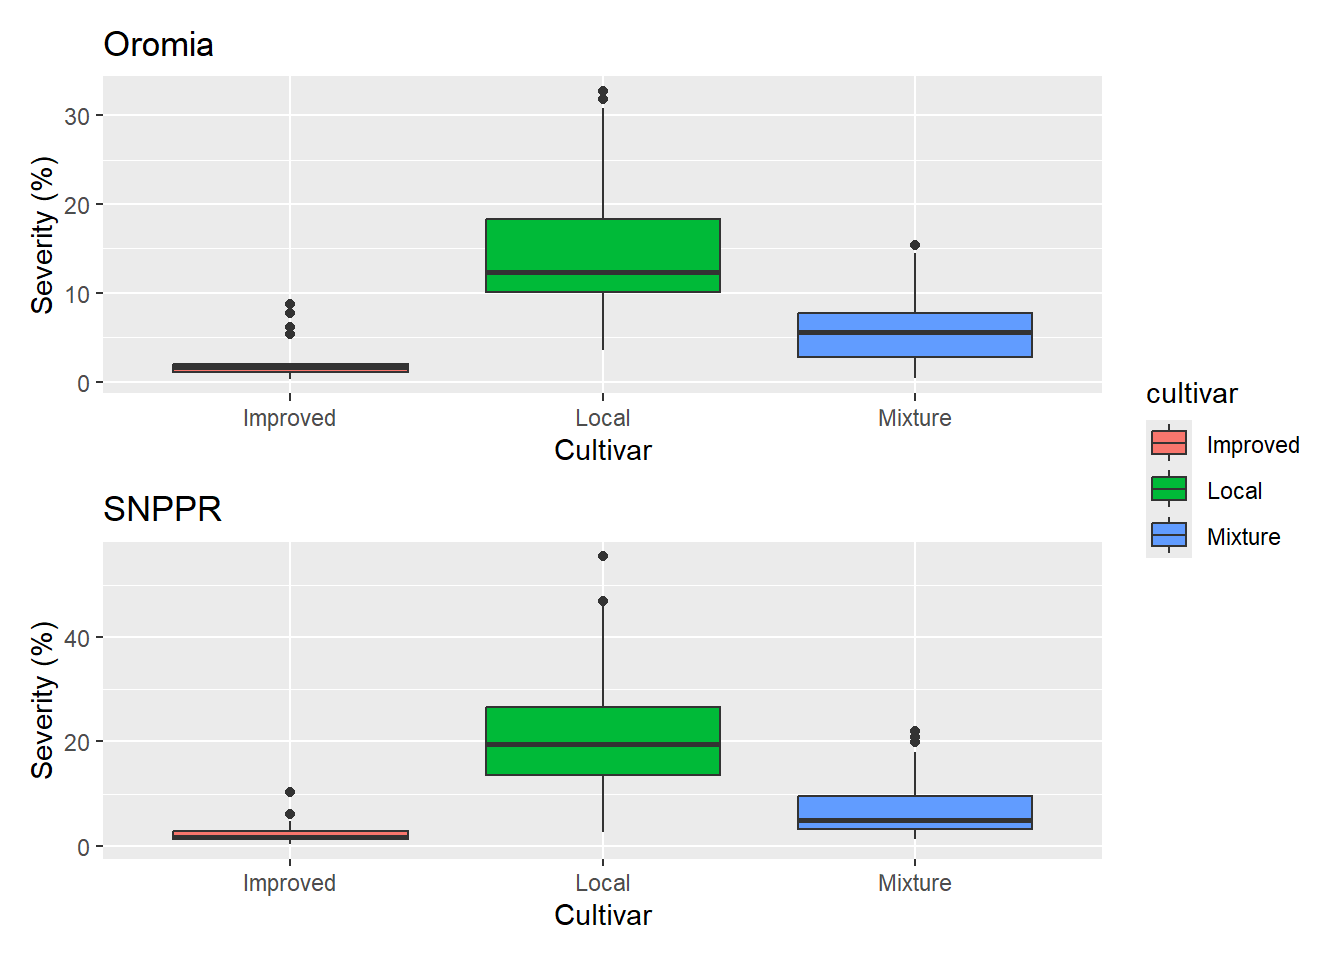 Oromia
Severity (%)
30
20
10
0
Improved Local Mixture
Cultivar
SNPPR
Severity (%)
40
20
0
Improved Local Mixture
Cultivar
cultivar
Improved
Local
Mixture